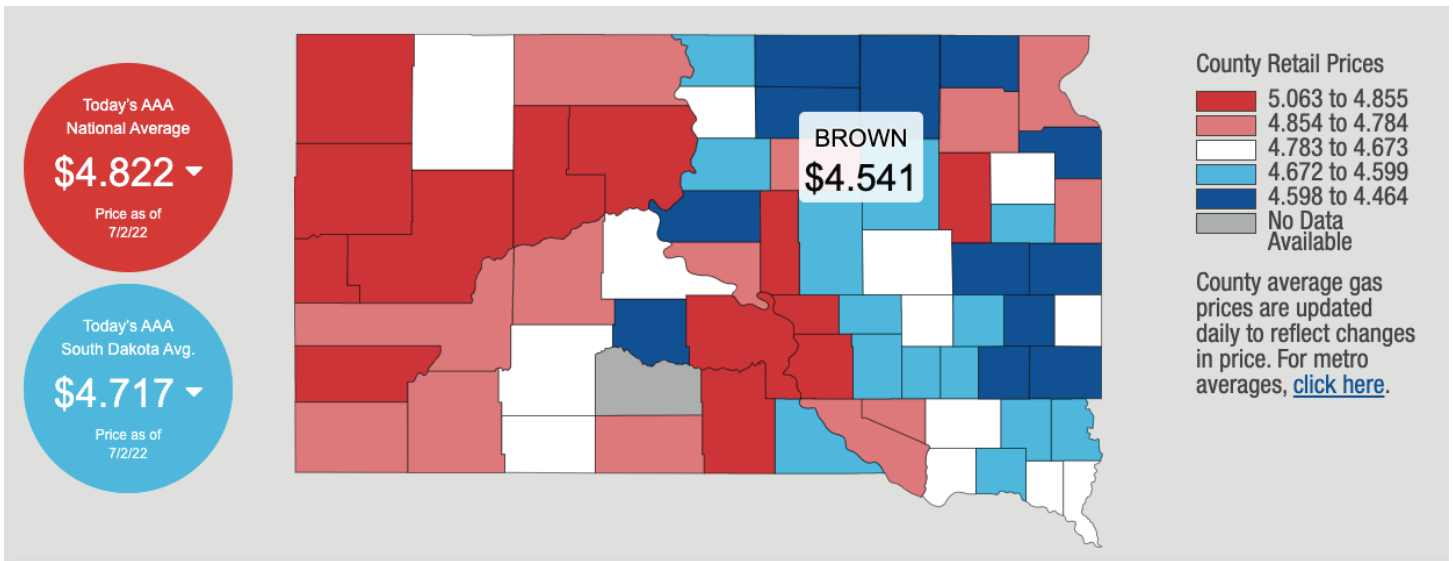 Today's AAA
National Average
$4.822
Price as of
7/2/22
Today's AAA
South Dakota Avg.
$4.717
Price as of
7/2/22
BROWN
$4.541
County Retail Prices
5.063 to 4.855
4.854 to 4.784
4.783 to 4.673
4.672 to 4.599
4.598 to 4.464
No Data
Available
County average gas
prices are updated
daily to reflect changes
in price. For metro
averages, click here.